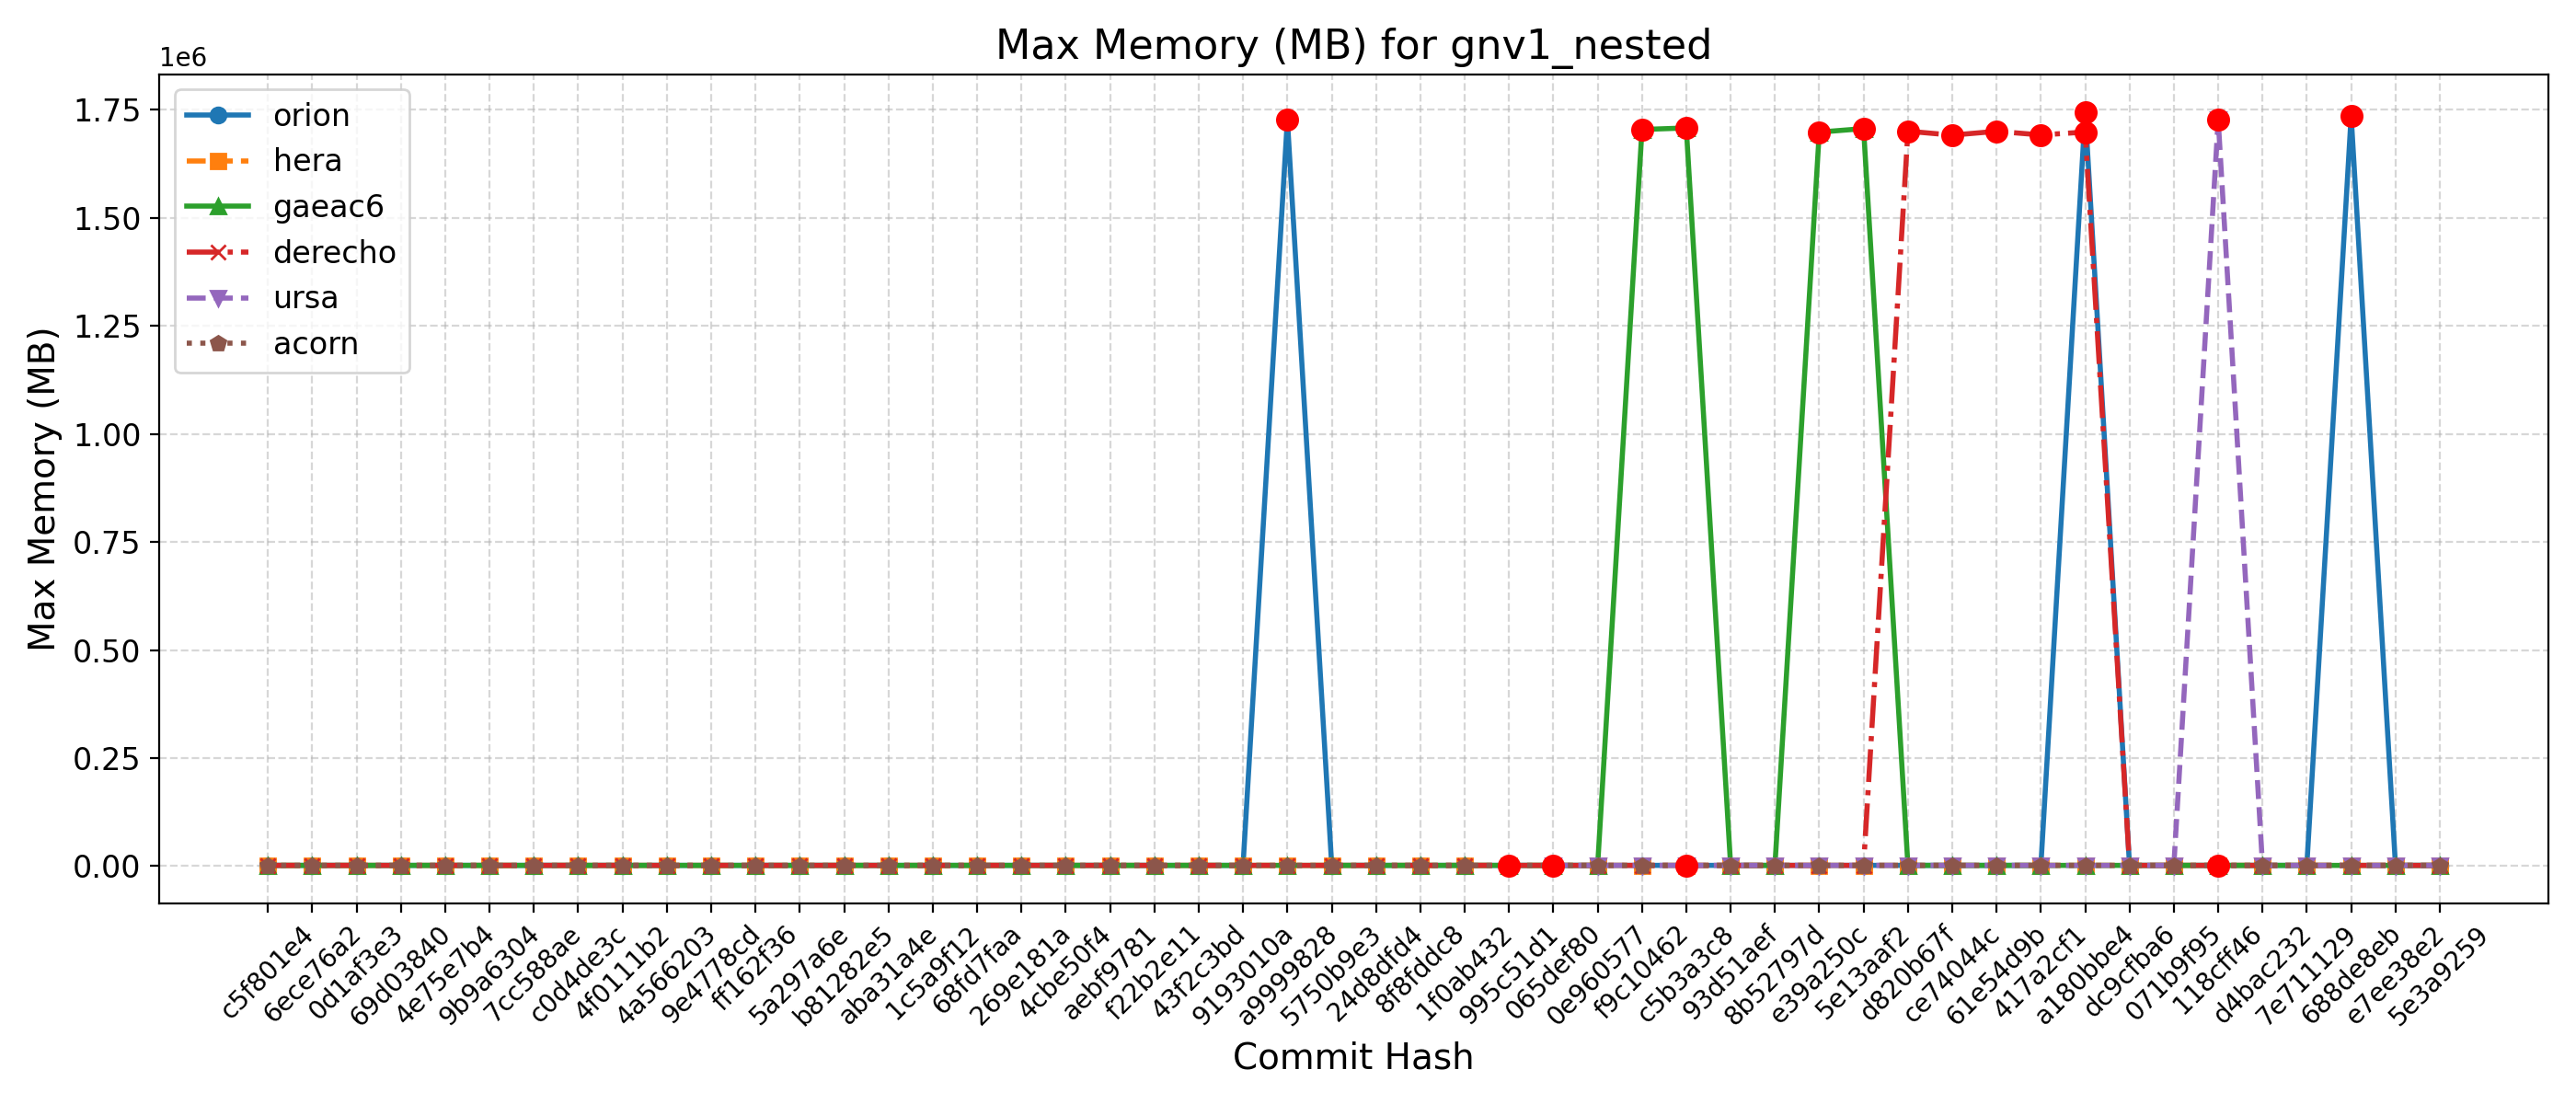 Max Memory (MB) for gnv1_nested
1e6
1.75
1.50
1.25
1.00
0.75
0.50
0.25
0.00
Max Memory (MB)
orion
hera
gaeac6
derecho
ursa
acorn
c5f801e4
6ece76a2
0d1af3e3
69d03840
4e75e7b4
9b9a6304
7cc588ae
c0d4de3c
4f0111b2
4a566203
9e4778cd
ff162f36
5a297a6e
b81282e5
aba31a4e
1c5a9f12
68fd7faa
269e181a
4cbe50f4
aebf9781
f22b2e11
43f2c3bd
9193010a
a9999828
5750b9e3
24d8dfd4
8f8fddc8
1f0ab432
995c51d1
065def80
0e960577
f9c10462
c5b3a3c8
93d51aef
8b52797d
e39a250c
5e13aaf2
d820b67f
ce74044c
61e54d9b
417a2cf1
a180bbe4
dc9cfba6
071b9f95
118cff46
d4bac232
7e711129
688de8eb
e7ee38e2
5e3a9259
Commit Hash